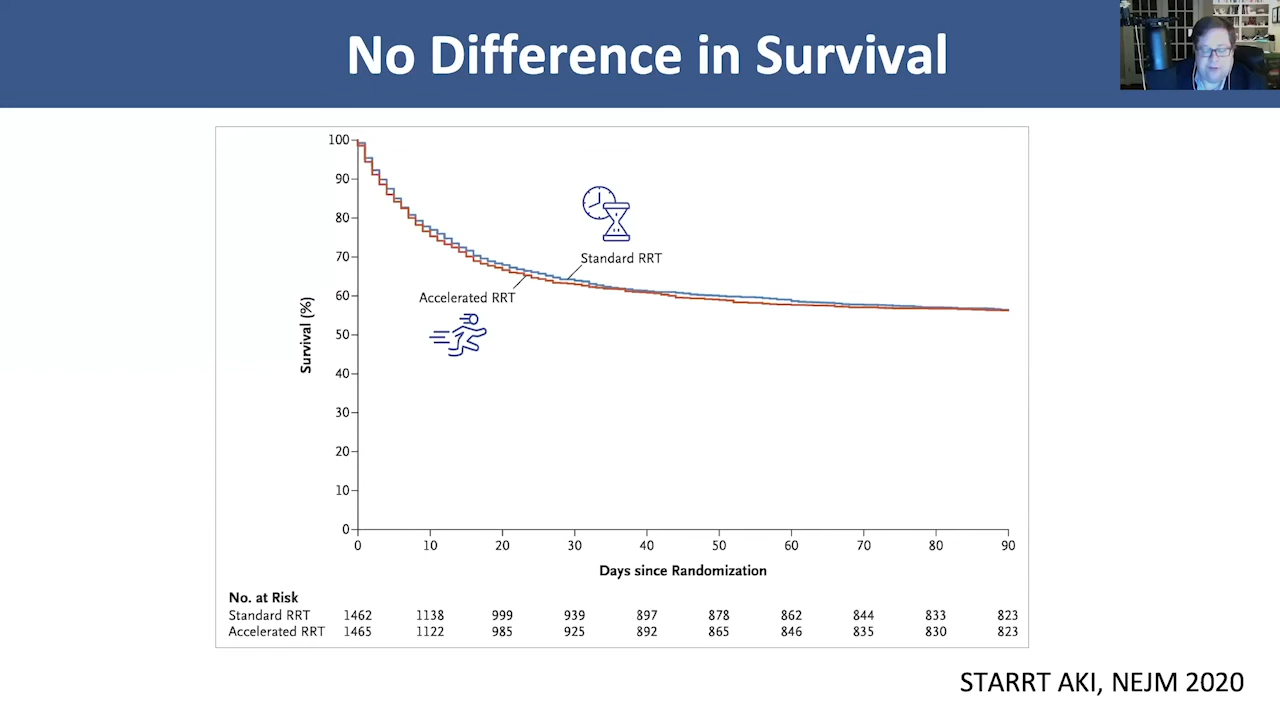 No Difference in Survival
100
90
80
70
60
50
40
30
20
10
0
Survival (%)
Standard RRT
Accelerated RRT
0 10 20 30 40 50 60 70 80 90
Days since Randomization
No. at Risk
Standard RRT 1462 1138 999 939 897 878 862 844 833 823
Accelerated RRT 1465 1122 985 925 892 865 846 835 830 823
STARRT AKI, NEJM 2020